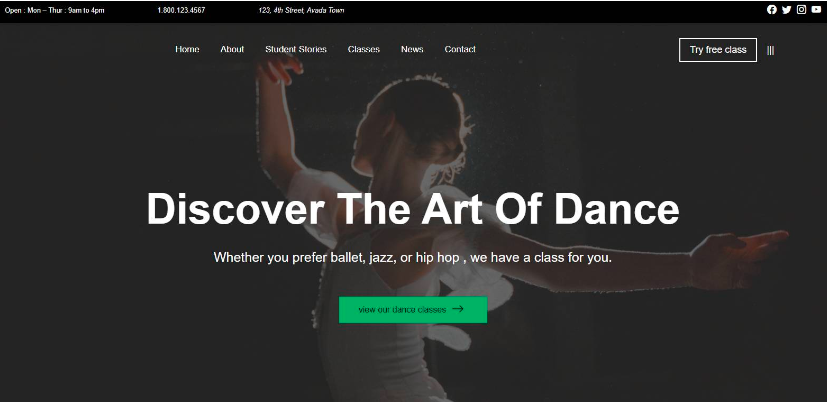 Open : Mon – Thur : 9am to 4pm 1.800.123.4567 123, 4th Street, Avada Town
Home About Student Stories Classes News Contact Try free class
Discover The Art Of Dance
Whether you prefer ballet, jazz, or hip hop , we have a class for you.
view our dance classes →